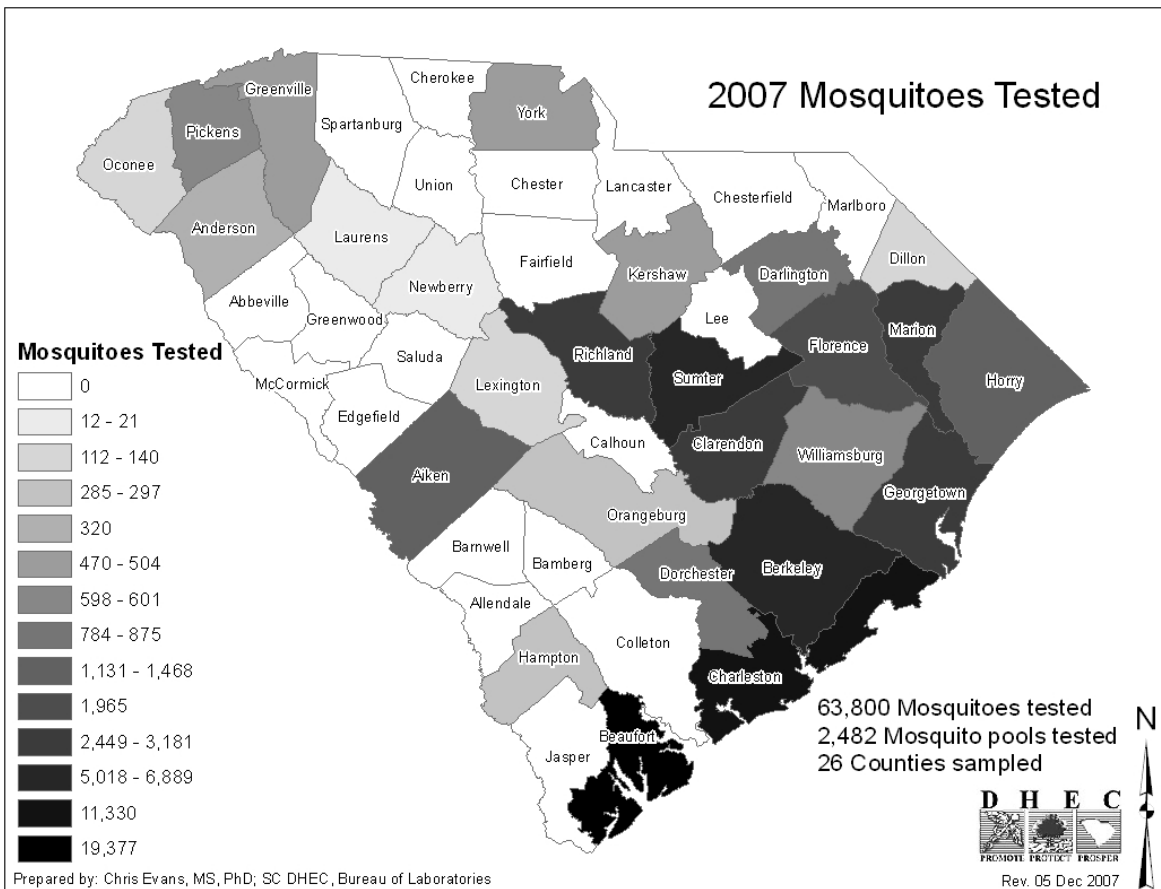 2007 Mosquitoes Tested
Cherokee
Greenville
York
Pickens
Spartanburg
Oconee
Union
Chester
Lancaster
Chesterfield
Marlboro
Anderson
Laurens
Fairfield
Kershaw
Darlington
Dillon
Newberry
Abbeville
Greenwood
Lee
Marion
Florence
Richland
Saluda
Sumter
Horry
McCormick
Lexington
Edgefield
Calhoun
Clarendon
Williamsburg
Aiken
Georgetown
Orangeburg
Barnwell
Bamberg
Dorchester
Berkeley
Allendale
Colleton
Hampton
Charleston
Beaufort
Jasper
Mosquitoes Tested
0
12 - 21
112 - 140
285 - 297
320
470 - 504
598 - 601
784 - 875
1,131 - 1,468
1,965
2,449 - 3,181
5,018 - 6,889
11,330
19,377
63,800 Mosquitoes tested
2,482 Mosquito pools tested
26 Counties sampled
N
D H E C
PROMOTE PROTECT PROSPER
Prepared by: Chris Evans, MS, PhD; SC DHEC, Bureau of Laboratories
Rev. 05 Dec 2007